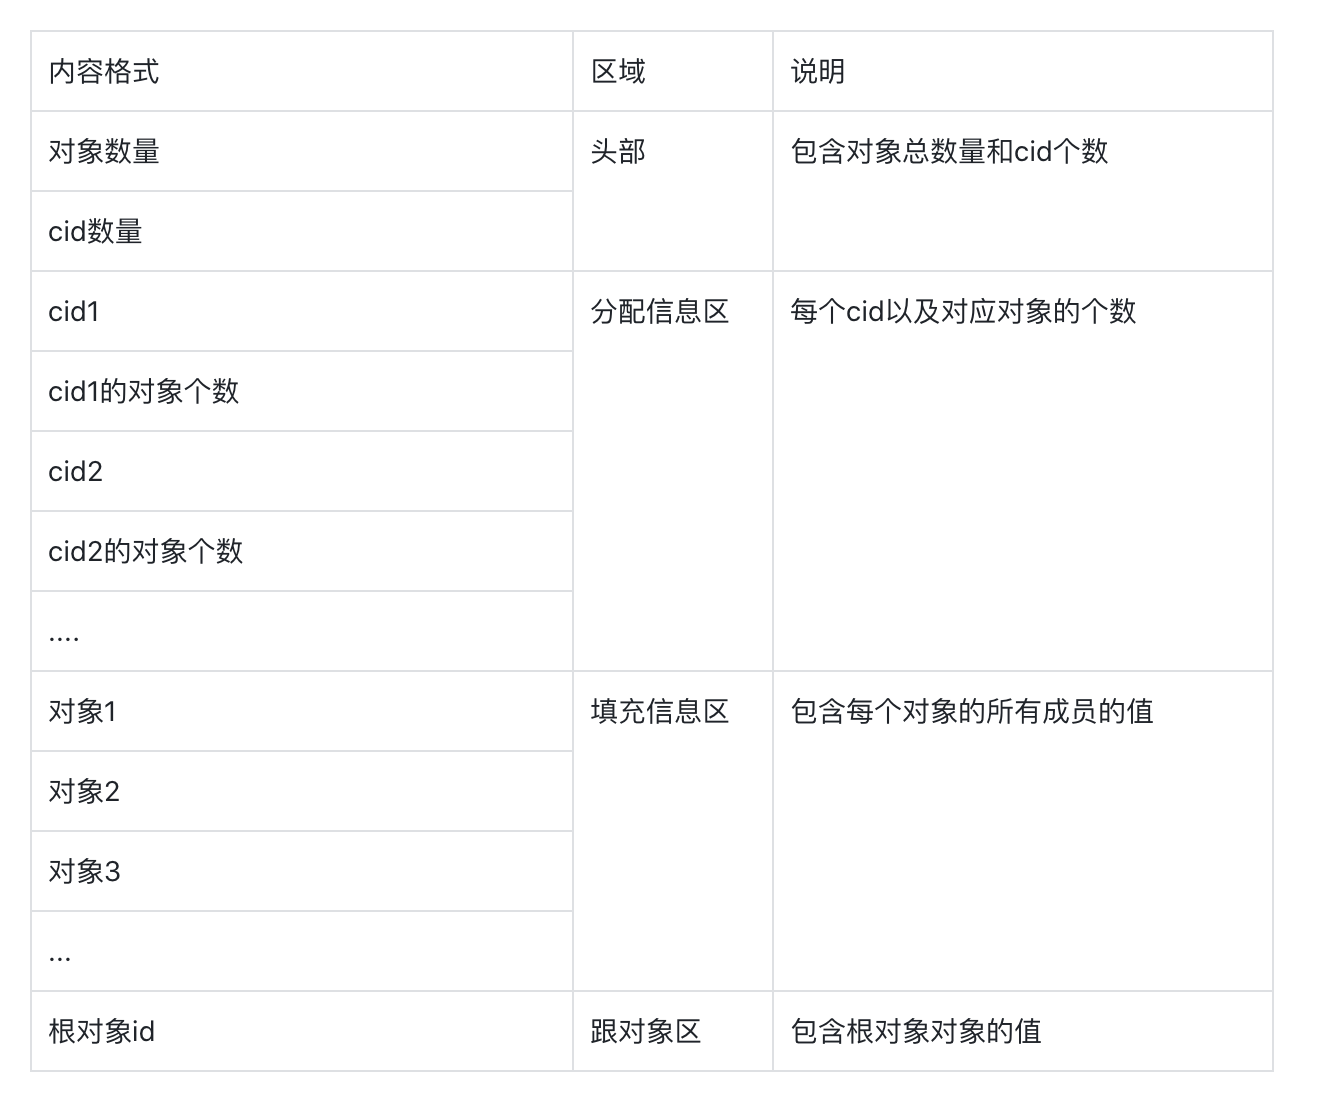 内容格式 区域 说明
对象数量 头部 包含对象总数量和cid个数
cid数量
cid1 分配信息区 每个cid以及对应对象的个数
cid1的对象个数
cid2
cid2的对象个数
....
对象1 填充信息区 包含每个对象的所有成员的值
对象2
对象3
...
根对象id 跟对象区 包含根对象对象的值